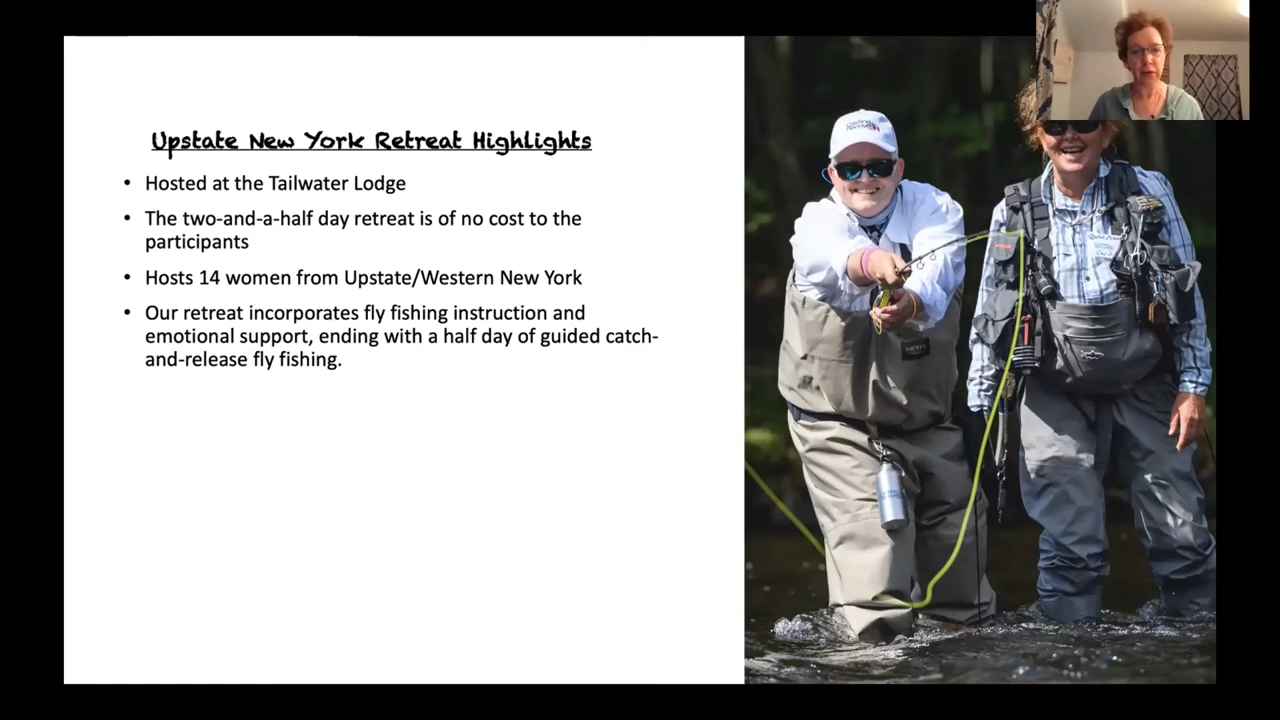 Upstate New York Retreat Highlights
• Hosted at the Tailwater Lodge
• The two-and-a-half day retreat is of no cost to the
participants
• Hosts 14 women from Upstate/Western New York
• Our retreat incorporates fly fishing instruction and
emotional support, ending with a half day of guided catch-
and-release fly fishing.